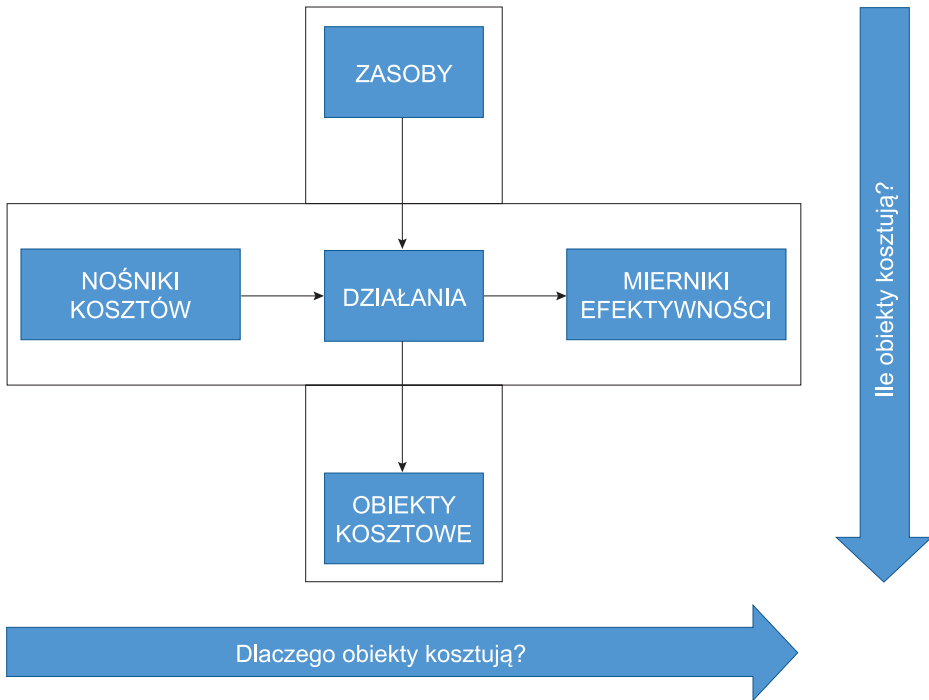 ZASOBY
NOŚNIKI
KOSZTÓW
DZIAŁANIA
MIERNIKI
EFEKTYWNOŚCI
OBIEKTY
KOSZTOWE
Ile obiekty kosztują?
Dlaczego obiekty kosztują?